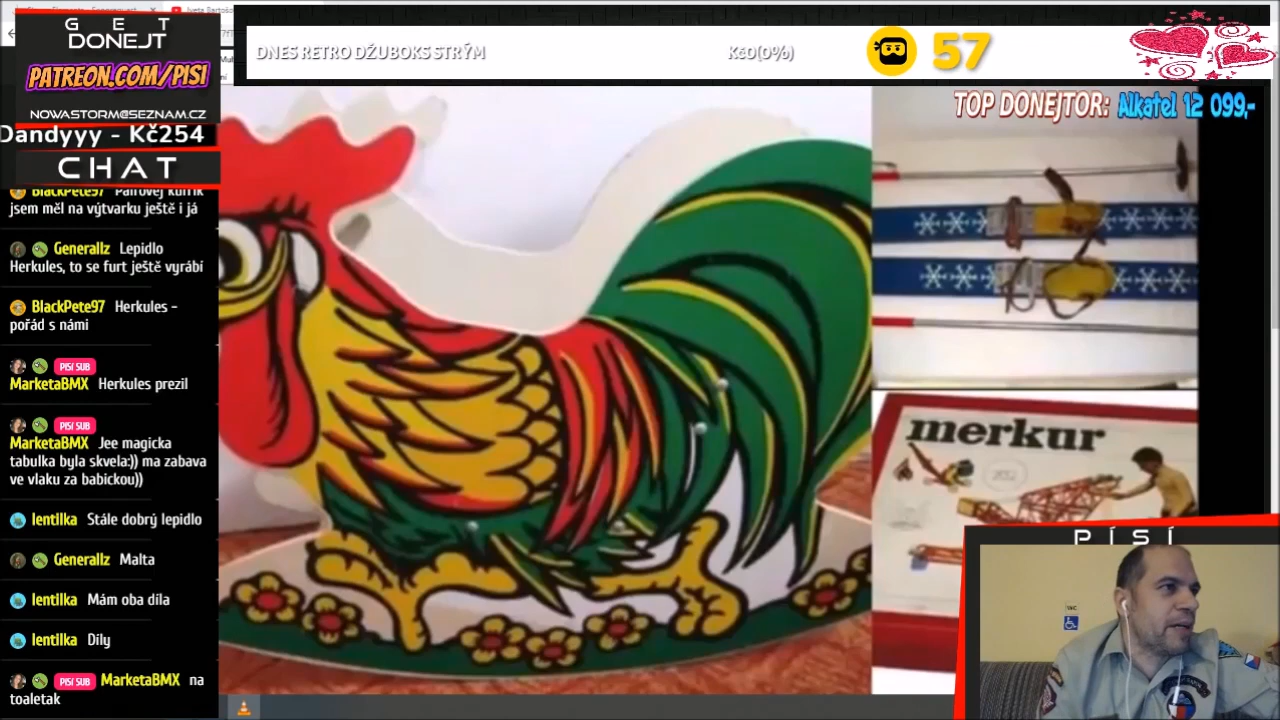 GET
DONEJT
PATREON.COM/PISI
NOWASTORM@SEZNAM.CZ
Dandyyy - Kč254
CHAT
BlackPete97
jsem měl na výtvarku ještě i já
Generallz Lepidlo
Herkules, to se furt ještě vyrábí
BlackPete97 Herkules -
pořád s námi
PISI SUB
MarketaBMX Herkules prezil
PISI SUB
MarketaBMX Jee magicka
tabulka byla skvela:)) ma zabava
ve vlaku za babickou))
lentilka Stále dobrý lepidlo
Generallz Malta
lentilka Mám oba díla
lentilka Díly
PISI SUB MarketaBMX na
toaletak
DNES RETRO DŽUBOKS STRÝM
Kč0(0%)
57
TOP DONEJTOR: Alkatel 12 099,-
merkur
PÍSÍ
WC